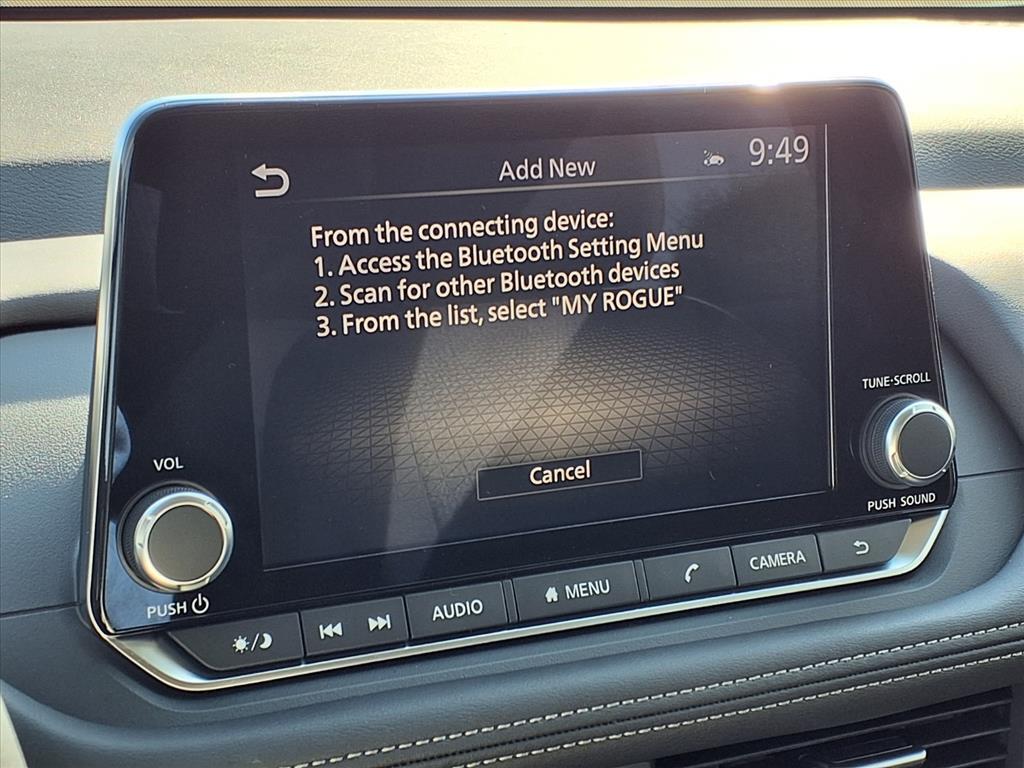 Add New
9:49
From the connecting device:
1. Access the Bluetooth Setting Menu
2. Scan for other Bluetooth devices
3. From the list, select "MY ROGUE"
Cancel
TUNE·SCROLL
PUSH SOUND
VOL
PUSH
AUDIO
MENU
CAMERA